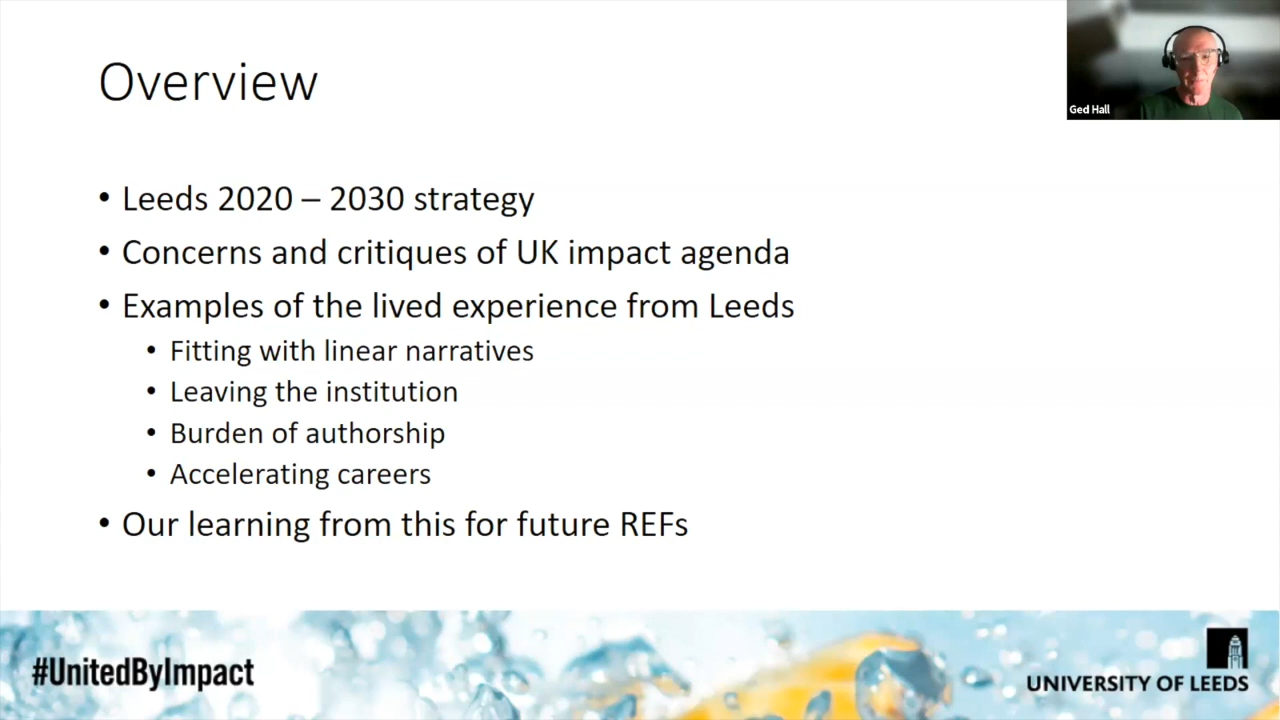 Overview
Ged Hall
• Leeds 2020 – 2030 strategy
• Concerns and critiques of UK impact agenda
• Examples of the lived experience from Leeds
• Fitting with linear narratives
• Leaving the institution
• Burden of authorship
• Accelerating careers
• Our learning from this for future REFs
#UnitedByImpact
UNIVERSITY OF LEEDS